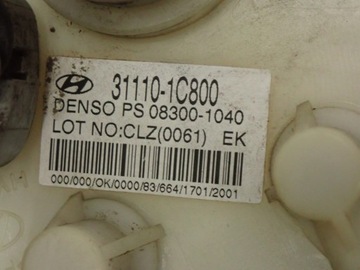 31110-1C800
DENSO PS 08300-1040
LOT NO:CLZ(0061) EK
000/000/OK/0000/83/664/1701/2001